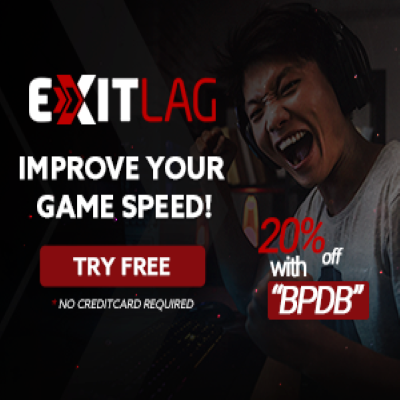 EXITLAG
IMPROVE YOUR
GAME SPEED!
TRY FREE
* NO CREDITCARD REQUIRED
20% off
with
"BPDB"